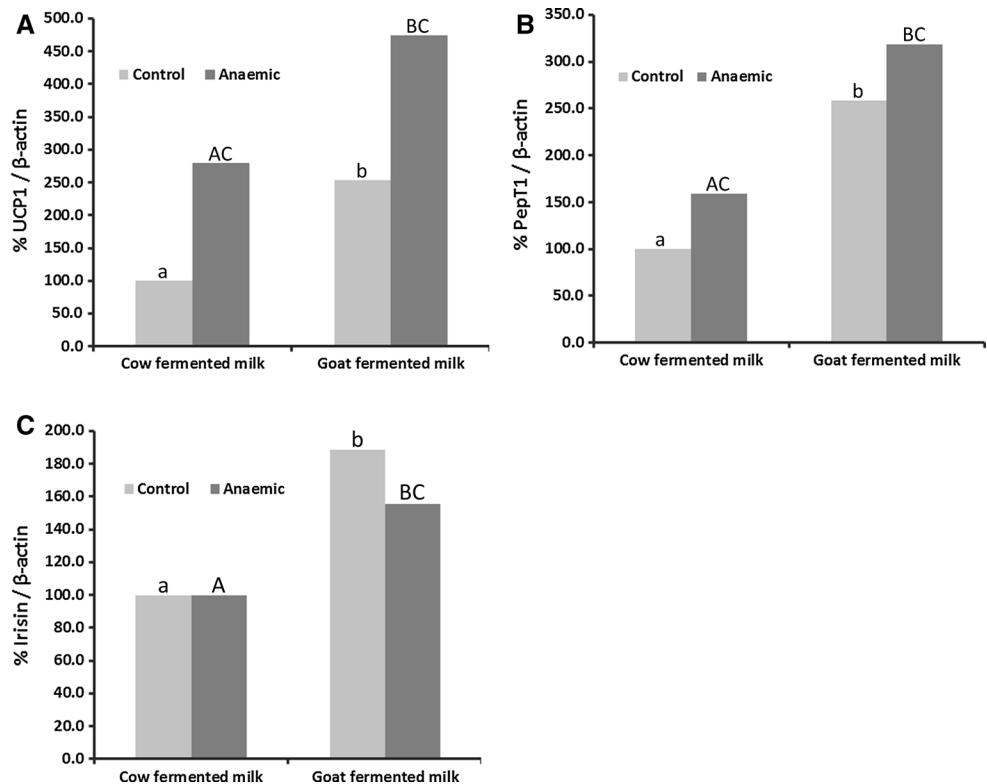 A
% UCP1 / β-actin
500.0
450.0
400.0
350.0
300.0
250.0
200.0
150.0
100.0
50.0
0.0
Control Anaemic
a
AC
b
BC
Cow fermented milk Goat fermented milk
B
% PepT1 / β-actin
350.0
300.0
250.0
200.0
150.0
100.0
50.0
0.0
Control Anaemic
a
AC
b
BC
Cow fermented milk Goat fermented milk
C
% Irisin / β-actin
200.0
180.0
160.0
140.0
120.0
100.0
80.0
60.0
40.0
20.0
0.0
Control Anaemic
a
A
b
BC
Cow fermented milk Goat fermented milk